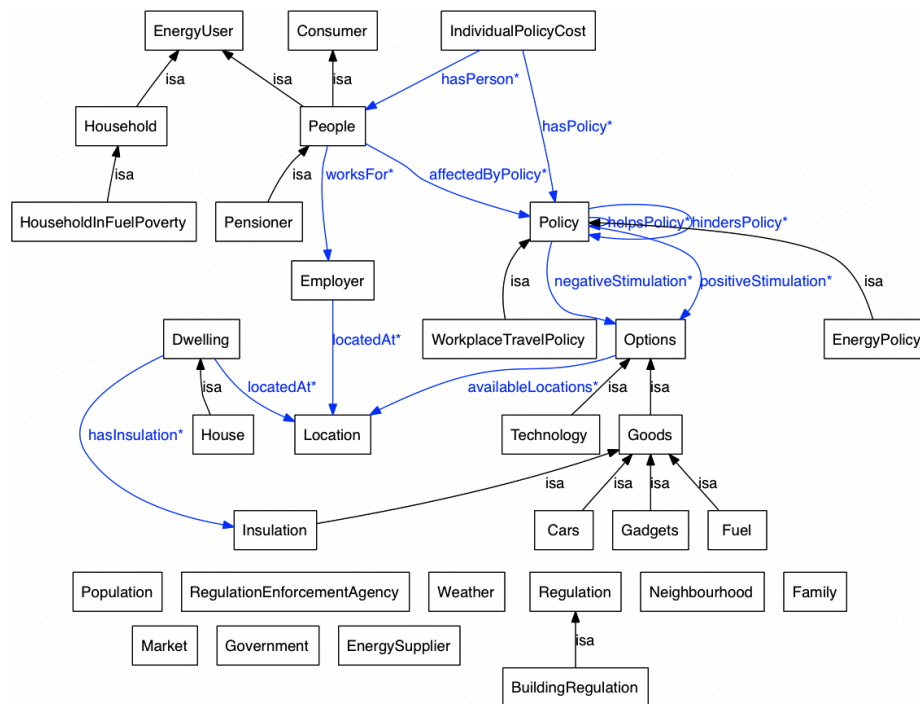 EnergyUser
Consumer
IndividualPolicyCost
isa
isa
isa
hasPerson*
Household
People
hasPolicy*
isa
isa
worksFor*
affectedByPolicy*
HouseholdInFuelPoverty
Pensioner
Policy
helpsPolicy*
hindersPolicy*
Employer
isa
negativeStimulation*
positiveStimulation*
isa
Dwelling
locatedAt*
WorkplaceTravelPolicy
Options
EnergyPolicy
isa
locatedAt*
availableLocations*
isa
isa
hasInsulation*
House
Location
Technology
Goods
isa
isa
isa
isa
Insulation
Cars
Gadgets
Fuel
Population
RegulationEnforcementAgency
Weather
Regulation
Neighbourhood
Family
Market
Government
EnergySupplier
isa
BuildingRegulation